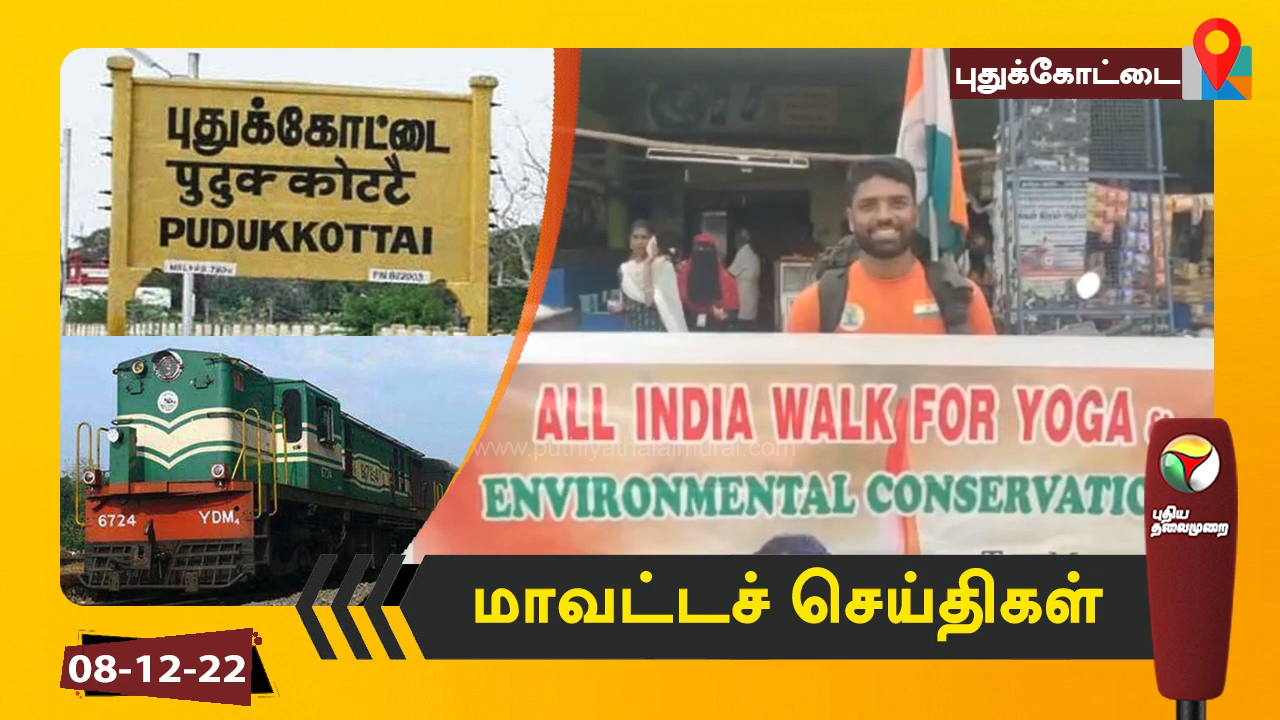 புதுக்கோட்டை
புதுக்கோட்டை
पुदुक्कोट्टै
PUDUKKOTTAI
6724
YDM4
6724
www.puthiyathalaimurai.com
ALL INDIA WALK FOR YOGA
ENVIRONMENTAL CONSERVATIO
புதிய
தலைமுறை
மாவட்டச் செய்திகள்
08-12-22